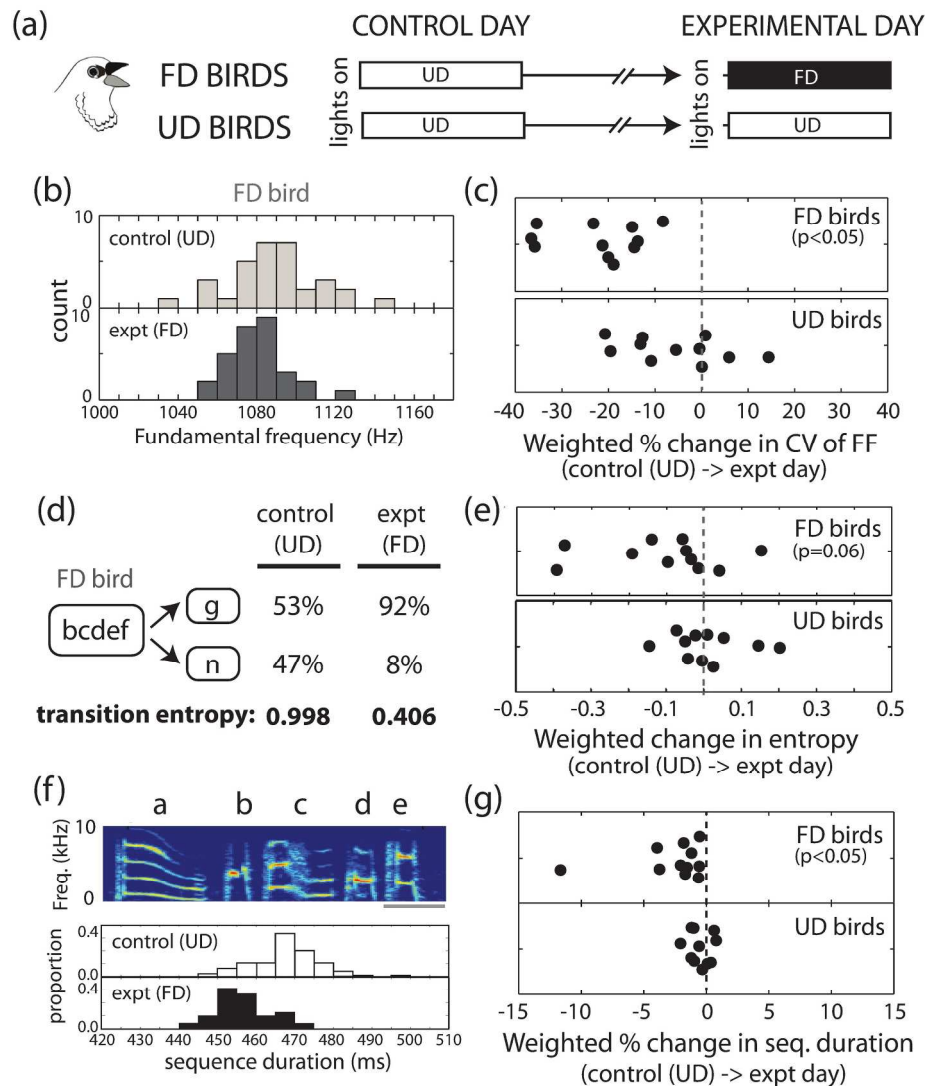 (a)
CONTROL DAY
EXPERIMENTAL DAY
FD BIRDS
lights on
UD
lights on
FD
UD BIRDS
UD
UD
(b)
FD bird
10
control (UD)
0
10
expt (FD)
0
count
1000 1040 1080 1120 1160
Fundamental frequency (Hz)
(c)
FD birds
(p<0.05)
UD birds
-40 -30 -20 -10 0 10 20 30 40
Weighted % change in CV of FF
(control (UD) -> expt day)
(d)
control
(UD)
expt
(FD)
FD bird
bcdef
g
53%
92%
n
47%
8%
transition entropy: 0.998 0.406
(e)
FD birds
(p=0.06)
UD birds
-0.5 -0.3 -0.1 0.1 0.3 0.5
Weighted change in entropy
(control (UD) -> expt day)
(f)
a b c d e
10
0
Freq. (kHz)
0.4
control (UD)
0.0
0.4
expt (FD)
0.0
proportion
420 430 440 450 460 470 480 490 500 510
sequence duration (ms)
(g)
FD birds
(p<0.05)
UD birds
-15 -10 -5 0 5 10 15
Weighted % change in seq. duration
(control (UD) -> expt day)